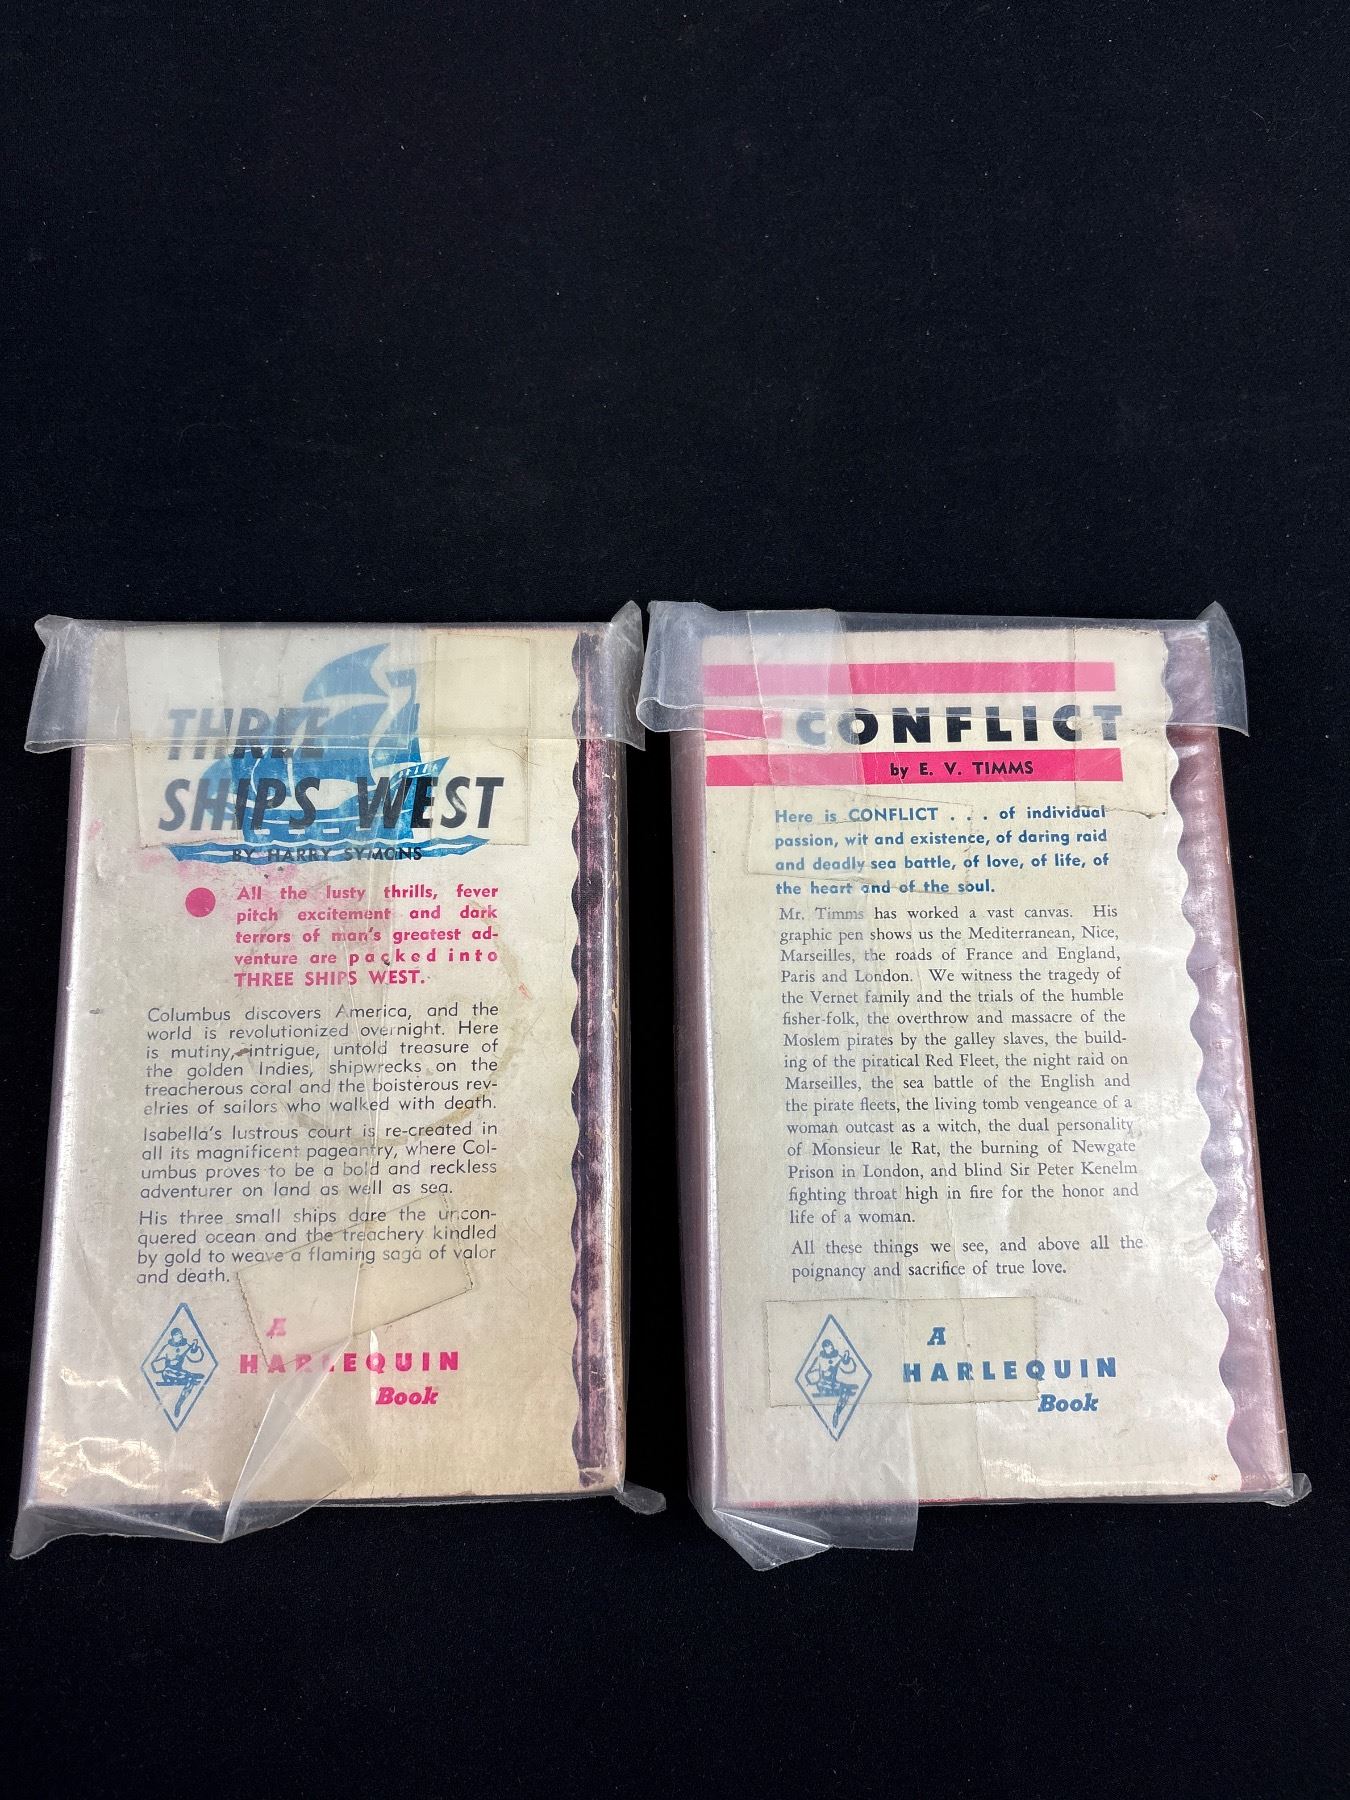 THREE
SHIPS WEST
BY HARRY SYMONS
All the lusty thrills, fever
pitch excitement and dark
terrors of man's greatest ad-
venture are packed into
THREE SHIPS WEST.
Columbus discovers America, and the
world is revolutionized overnight. Here
is mutiny, intrigue, untold treasure of
the golden Indies, shipwrecks on the
treacherous coral and the boisterous rev-
elries of sailors who walked with death.
Isabella's lustrous court is re-created in
all its magnificent pageantry, where Col-
umbus proves to be a bold and reckless
adventurer on land as well as sea.
His three small ships dare the uncon-
quered ocean and the treachery kindled
by gold to weave a flaming saga of valor
and death.
A
HARLEQUIN
Book
CONFLICT
by E. V. TIMMS
Here is CONFLICT . . . of individual
passion, wit and existence, of daring raid
and deadly sea battle, of love, of life, of
the heart and of the soul.
Mr. Timms has worked a vast canvas. His
graphic pen shows us the Mediterranean, Nice,
Marseilles, the roads of France and England,
Paris and London. We witness the tragedy of
the Vernet family and the trials of the humble
fisher-folk, the overthrow and massacre of the
Moslem pirates by the galley slaves, the build-
ing of the piratical Red Fleet, the night raid on
Marseilles, the sea battle of the English and
the pirate fleets, the living tomb vengeance of a
woman outcast as a witch, the dual personality
of Monsieur le Rat, the burning of Newgate
Prison in London, and blind Sir Peter Kenelm
fighting throat high in fire for the honor and
life of a woman.
All these things we see, and above all the
poignancy and sacrifice of true love.
A
HARLEQUIN
Book